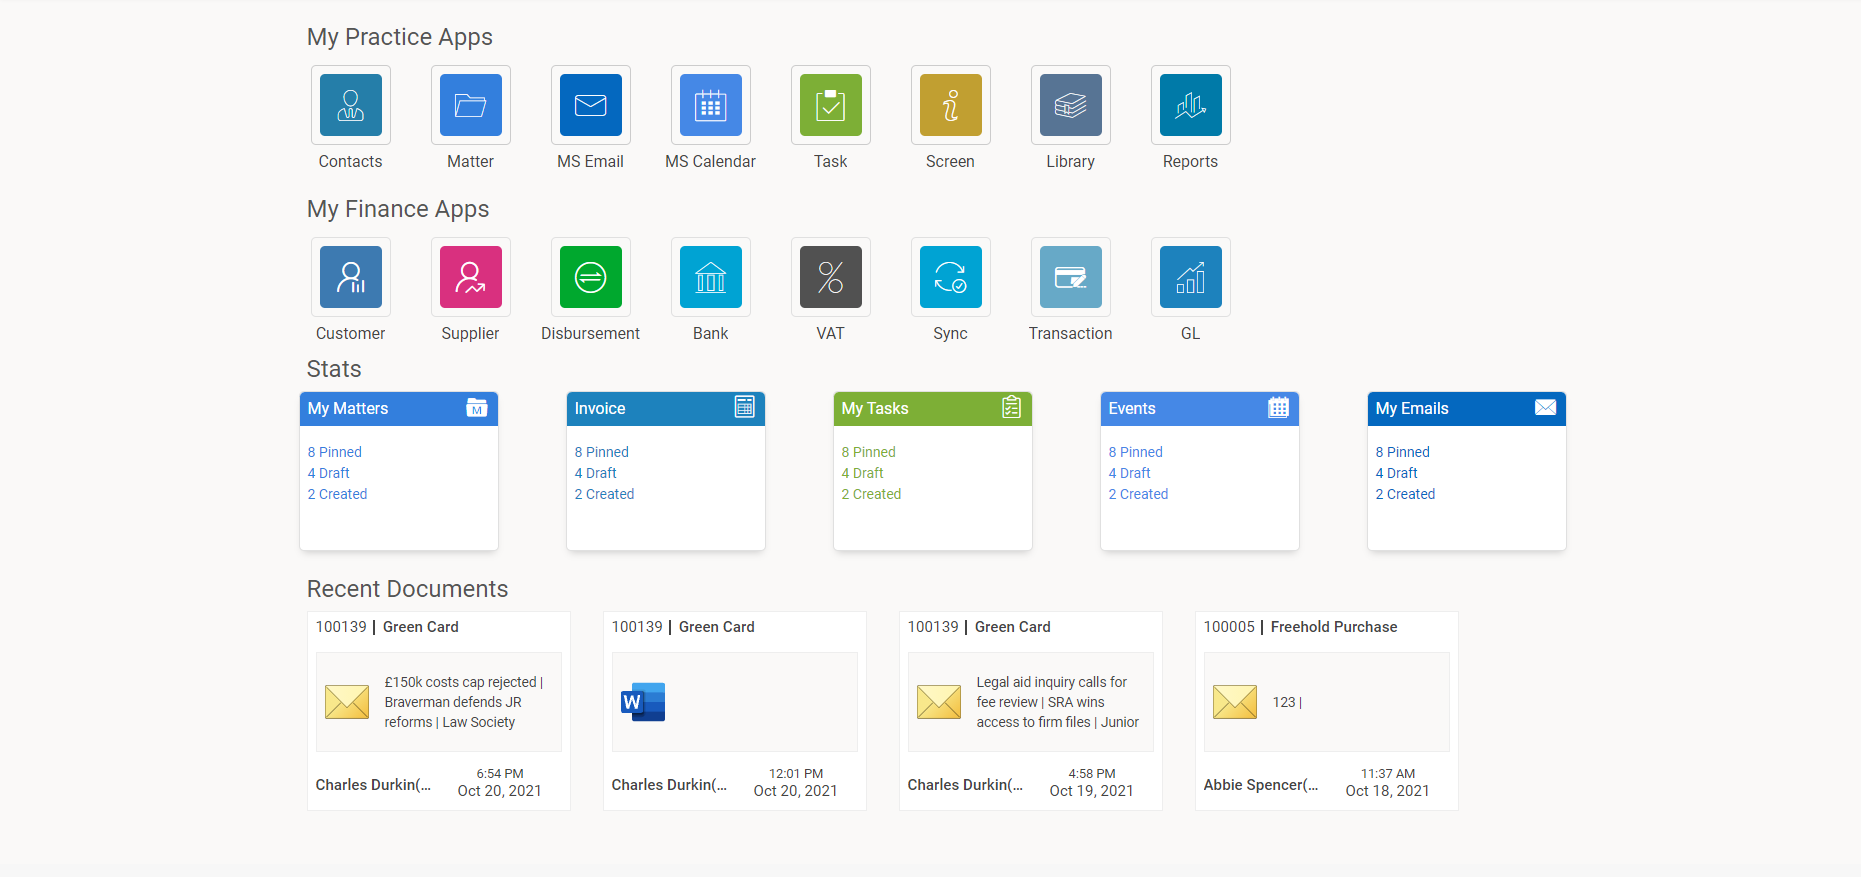 My Practice Apps
Contacts
Matter
MS Email
MS Calendar
Task
Screen
Library
Reports
My Finance Apps
Customer
Supplier
Disbursement
Bank
VAT
%
Sync
Transaction
GL
Stats
My Matters
M
8 Pinned
4 Draft
2 Created
Invoice
8 Pinned
4 Draft
2 Created
My Tasks
8 Pinned
4 Draft
2 Created
Events
8 Pinned
4 Draft
2 Created
My Emails
8 Pinned
4 Draft
2 Created
Recent Documents
100139 | Green Card
£150k costs cap rejected |
Braverman defends JR
reforms | Law Society
Charles Durkin(...
6:54 PM
Oct 20, 2021
100139 | Green Card
W
Charles Durkin(...
12:01 PM
Oct 20, 2021
100139 | Green Card
Legal aid inquiry calls for
fee review | SRA wins
access to firm files | Junior
Charles Durkin(...
4:58 PM
Oct 19, 2021
100005 | Freehold Purchase
123 |
Abbie Spencer(...
11:37 AM
Oct 18, 2021